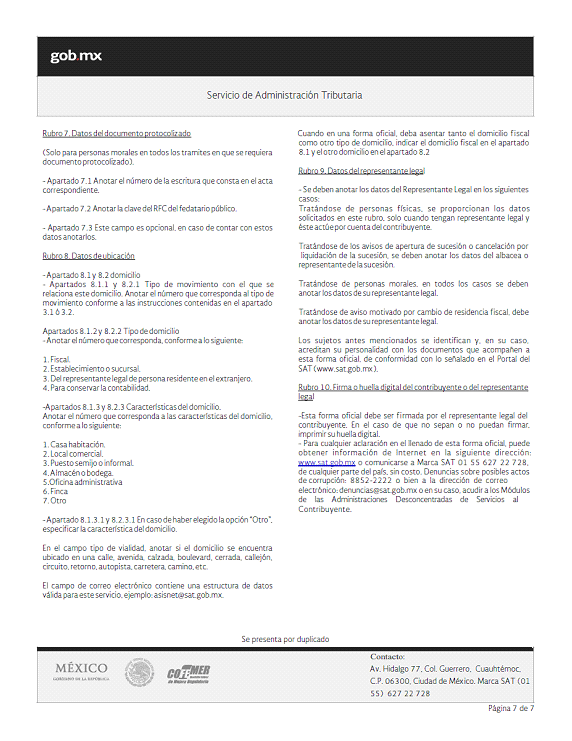 gob.mx
Servicio de Administración Tributaria
Rubro 7. Datos del documento protocolizado
(Solo para personas morales en todos los tramites en que se requiera
documento protocolizado).
- Apartado 7.1 Anotar el número de la escritura que consta en el acta
correspondiente.
- Apartado 7.2 Anotar la clave del RFC del fedatario público.
- Apartado 7.3 Este campo es opcional, en caso de contar con estos
datos anotarlos.
Rubro 8. Datos de ubicación
- Apartado 8.1 y 8.2 domicilio
- Apartados 8.1.1 y 8.2.1 Tipo de movimiento con el que se
relaciona este domicilio. Anotar el número que corresponda al tipo de
movimiento conforme a las instrucciones contenidas en el apartado
3.1 ó 3.2.
Apartados 8.1.2 y 8.2.2 Tipo de domicilio
- Anotar el número que corresponda, conforme a lo siguiente:
1. Fiscal.
2. Establecimiento o sucursal.
3. Del representante legal de persona residente en el extranjero.
4. Para conservar la contabilidad.
-Apartados 8.1.3 y 8.2.3 Características del domicilio.
Anotar el número que corresponda a las características del domicilio,
conforme a lo siguiente:
1. Casa habitación.
2. Local comercial.
3. Puesto semifijo o informal.
4. Almacén o bodega.
5.Oficina administrativa
6. Finca
7. Otro
- Apartado 8.1.3.1 y 8.2.3.1 En caso de haber elegido la opción "Otro",
especificar la característica del domicilio.
En el campo tipo de vialidad, anotar si el domicilio se encuentra
ubicado en una calle, avenida, calzada, boulevard, cerrada, callejón,
circuito, retorno, autopista, carretera, camino, etc.
El campo de correo electrónico contiene una estructura de datos
válida para este servicio, ejemplo: asisnet@sat.gob.mx.
Cuando en una forma oficial, deba asentar tanto el domicilio fiscal
como otro tipo de domicilio, indicar el domicilio fiscal en el apartado
8.1 y el otro domicilio en el apartado 8.2
Rubro 9. Datos del representante legal
- Se deben anotar los datos del Representante Legal en los siguientes
casos:
Tratándose de personas físicas, se proporcionan los datos
solicitados en este rubro, solo cuando tengan representante legal y
éste actúe por cuenta del contribuyente.
Tratándose de los avisos de apertura de sucesión o cancelación por
liquidación de la sucesión, se deben anotar los datos del albacea o
representante de la sucesión.
Tratándose de personas morales, en todos los casos se deben
anotar los datos de su representante legal.
Tratándose de aviso motivado por cambio de residencia fiscal, debe
anotar los datos de su representante legal.
Los sujetos antes mencionados se identifican y, en su caso,
acreditan su personalidad con los documentos que acompañen a
esta forma oficial, de conformidad con lo señalado en el Portal del
SAT (www.sat.gob.mx).
Rubro 10. Firma o huella digital del contribuyente o del representante
legal
-Esta forma oficial debe ser firmada por el representante legal del
contribuyente. En el caso de que no sepan o no puedan firmar,
imprimir su huella digital.
- Para cualquier aclaración en el llenado de esta forma oficial, puede
obtener información de Internet en la siguiente dirección:
www.sat.gob.mx o comunicarse a Marca SAT 01 55 627 22 728,
de cualquier parte del país, sin costo. Denuncias sobre posibles actos
de corrupción: 8852-2222 o bien a la dirección de correo
electrónico: denuncias@sat.gob.mx o en su caso, acudir a los Módulos
de las Administraciones Desconcentradas de Servicios al
Contribuyente.
Se presenta por duplicado
MÉXICO
GOBIERNO DE LA REPÚBLICA
COFEMER
de Mejora Regulatoria
Contacto:
Av. Hidalgo 77, Col. Guerrero, Cuauhtémoc,
C.P. 06300, Ciudad de México. Marca SAT (01
55) 627 22 728
Página 7 de 7